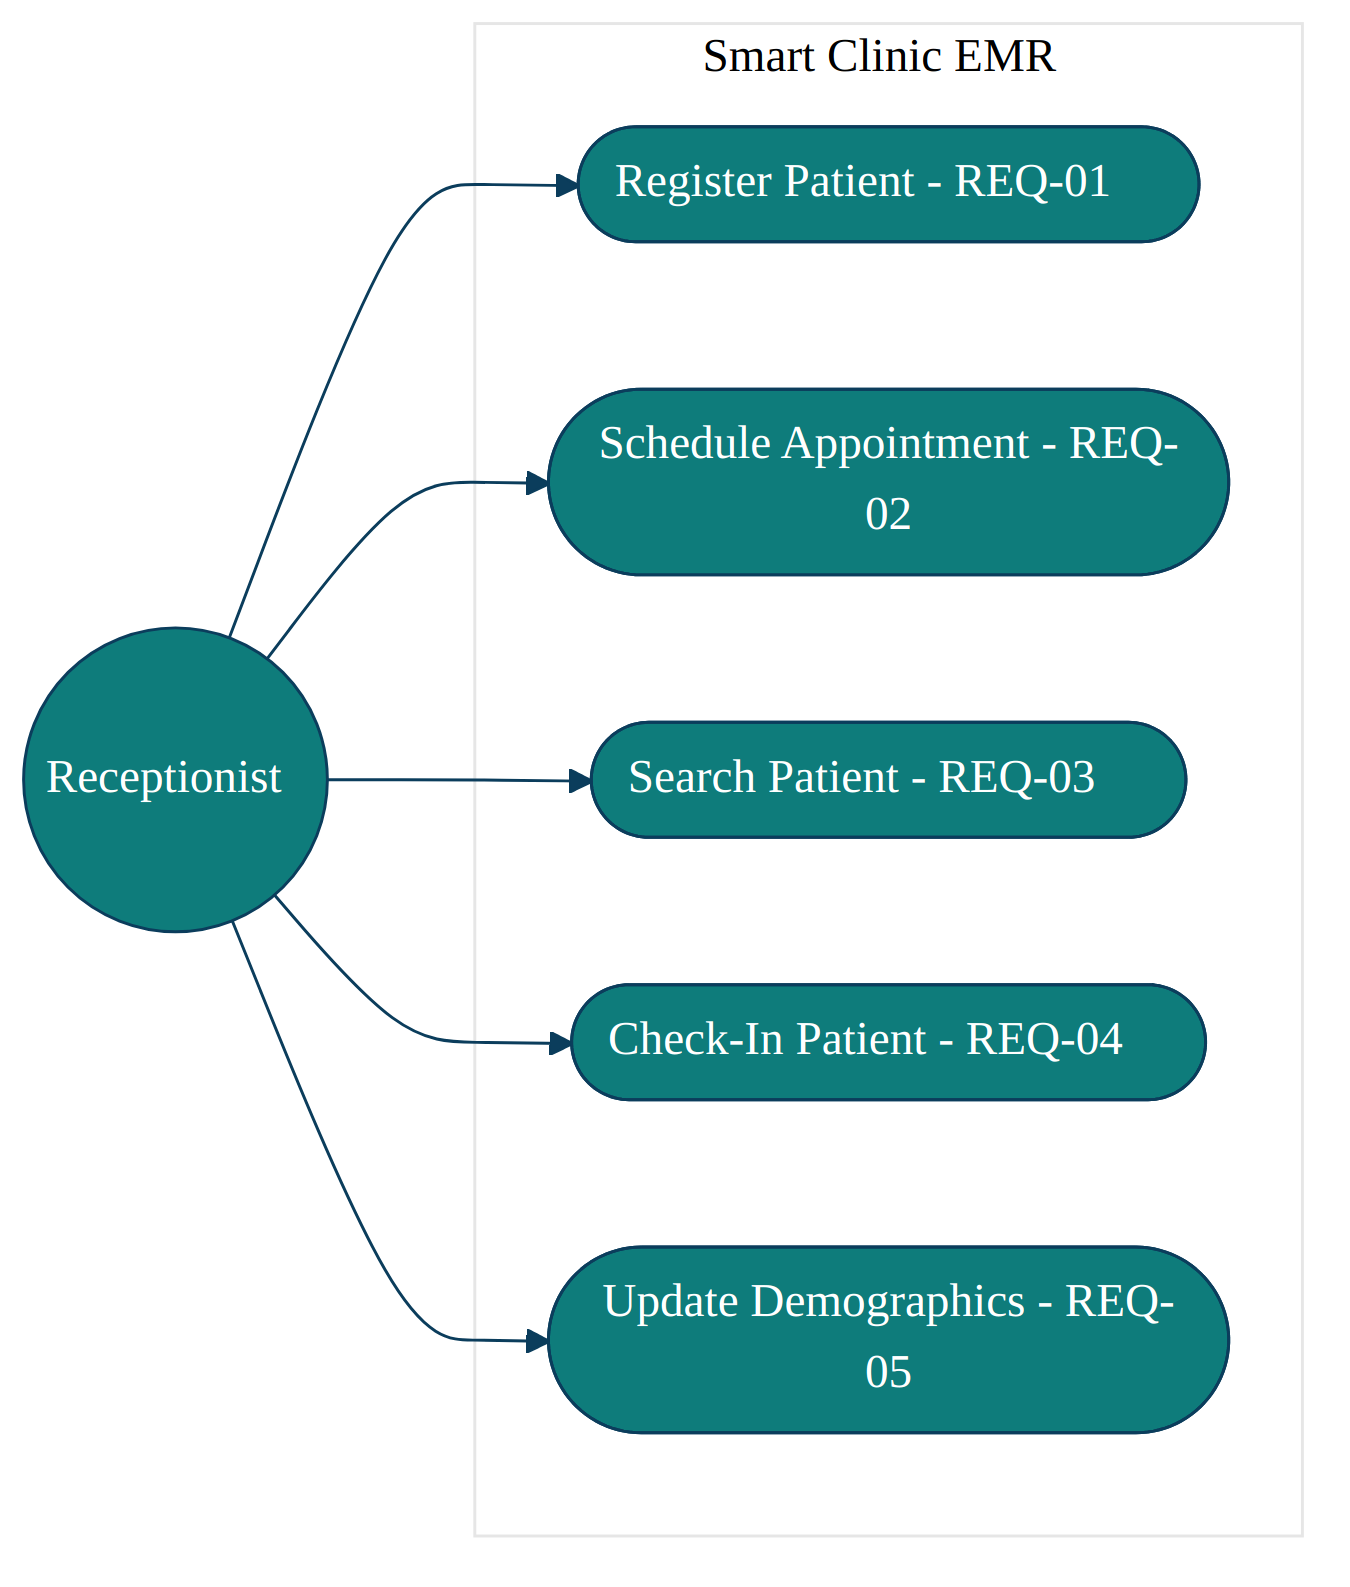 Smart Clinic EMR
Register Patient - REQ-01
Schedule Appointment - REQ-
02
Receptionist
Search Patient - REQ-03
Check-In Patient - REQ-04
Update Demographics - REQ-
05